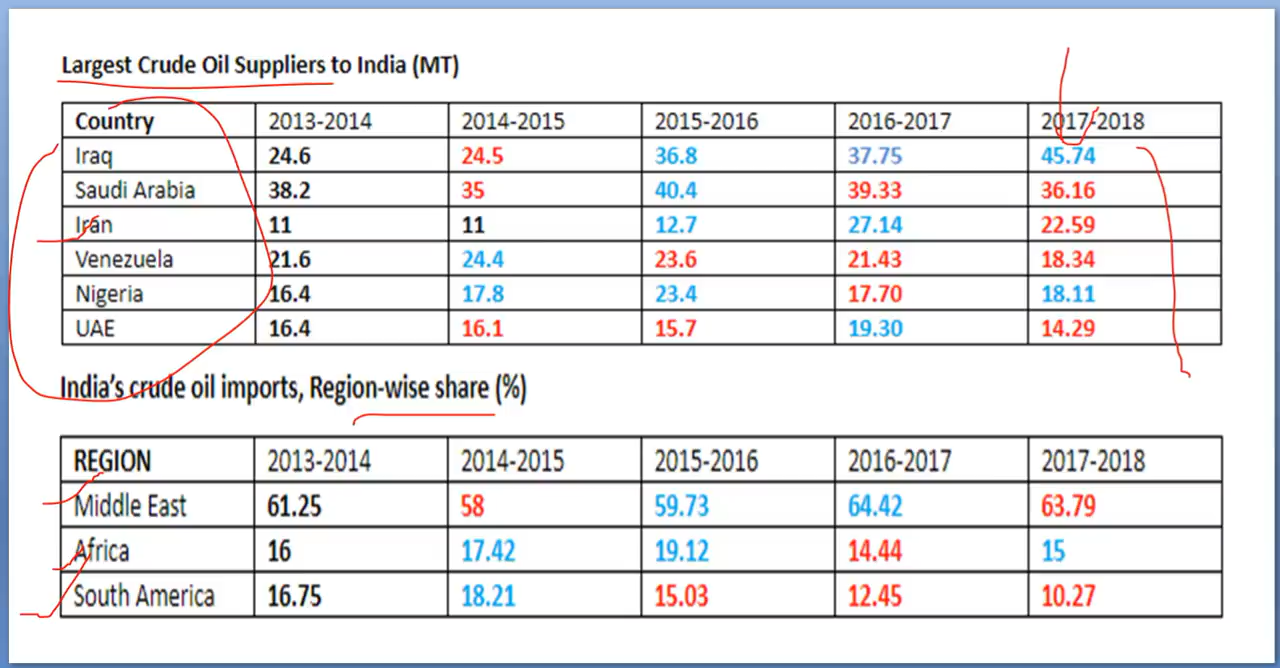 Largest Crude Oil Suppliers to India (MT)
Country 2013-2014 2014-2015 2015-2016 2016-2017 2017-2018
Iraq 24.6 24.5 36.8 37.75 45.74
Saudi Arabia 38.2 35 40.4 39.33 36.16
Iran 11 11 12.7 27.14 22.59
Venezuela 21.6 24.4 23.6 21.43 18.34
Nigeria 16.4 17.8 23.4 17.70 18.11
UAE 16.4 16.1 15.7 19.30 14.29
India's crude oil imports, Region-wise share (%)
REGION 2013-2014 2014-2015 2015-2016 2016-2017 2017-2018
Middle East 61.25 58 59.73 64.42 63.79
Africa 16 17.42 19.12 14.44 15
South America 16.75 18.21 15.03 12.45 10.27